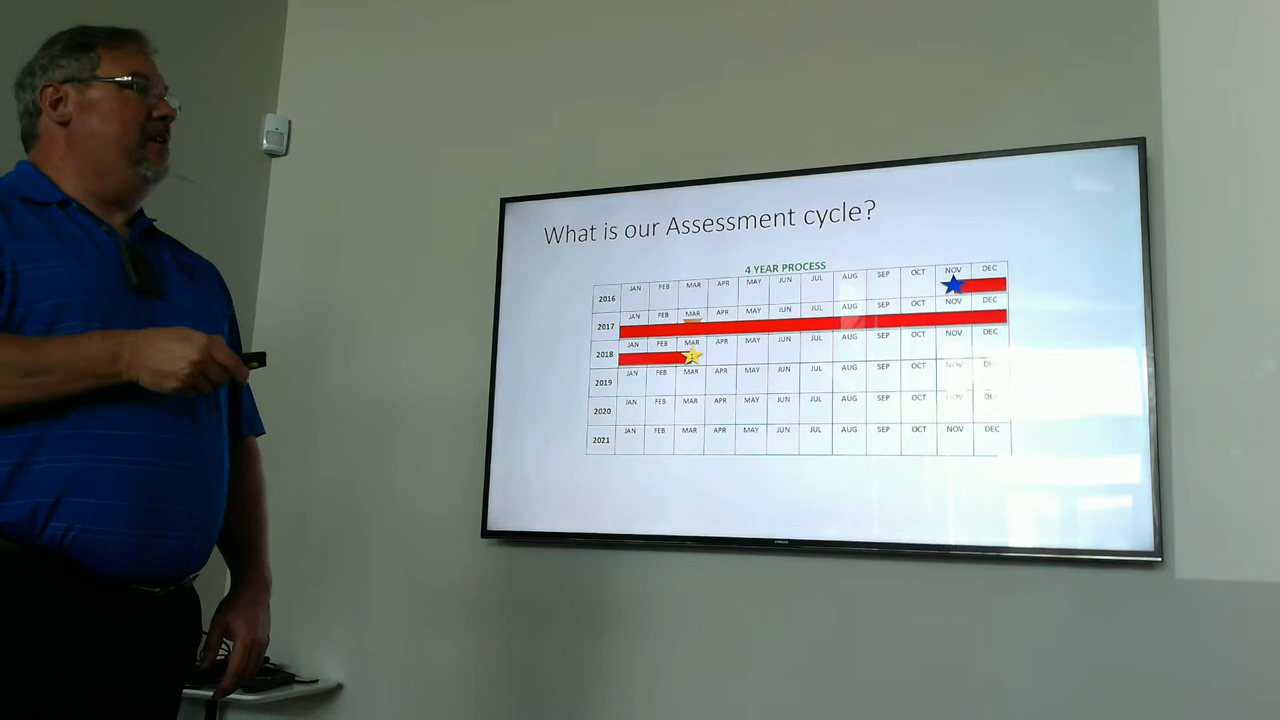 What is our Assessment cycle?
4 YEAR PROCESS
2016 JAN FEB MAR APR MAY JUN JUL AUG SEP OCT NOV DEC
2017 JAN FEB MAR APR MAY JUN JUL AUG SEP OCT NOV DEC
2018 JAN FEB MAR APR MAY JUN JUL AUG SEP OCT NOV DEC
2019 JAN FEB MAR APR MAY JUN JUL AUG SEP OCT NOV
2020 JAN FEB MAR APR MAY JUN JUL AUG SEP OCT NOV
2021 JAN FEB MAR APR MAY JUN JUL AUG SEP OCT NOV DEC